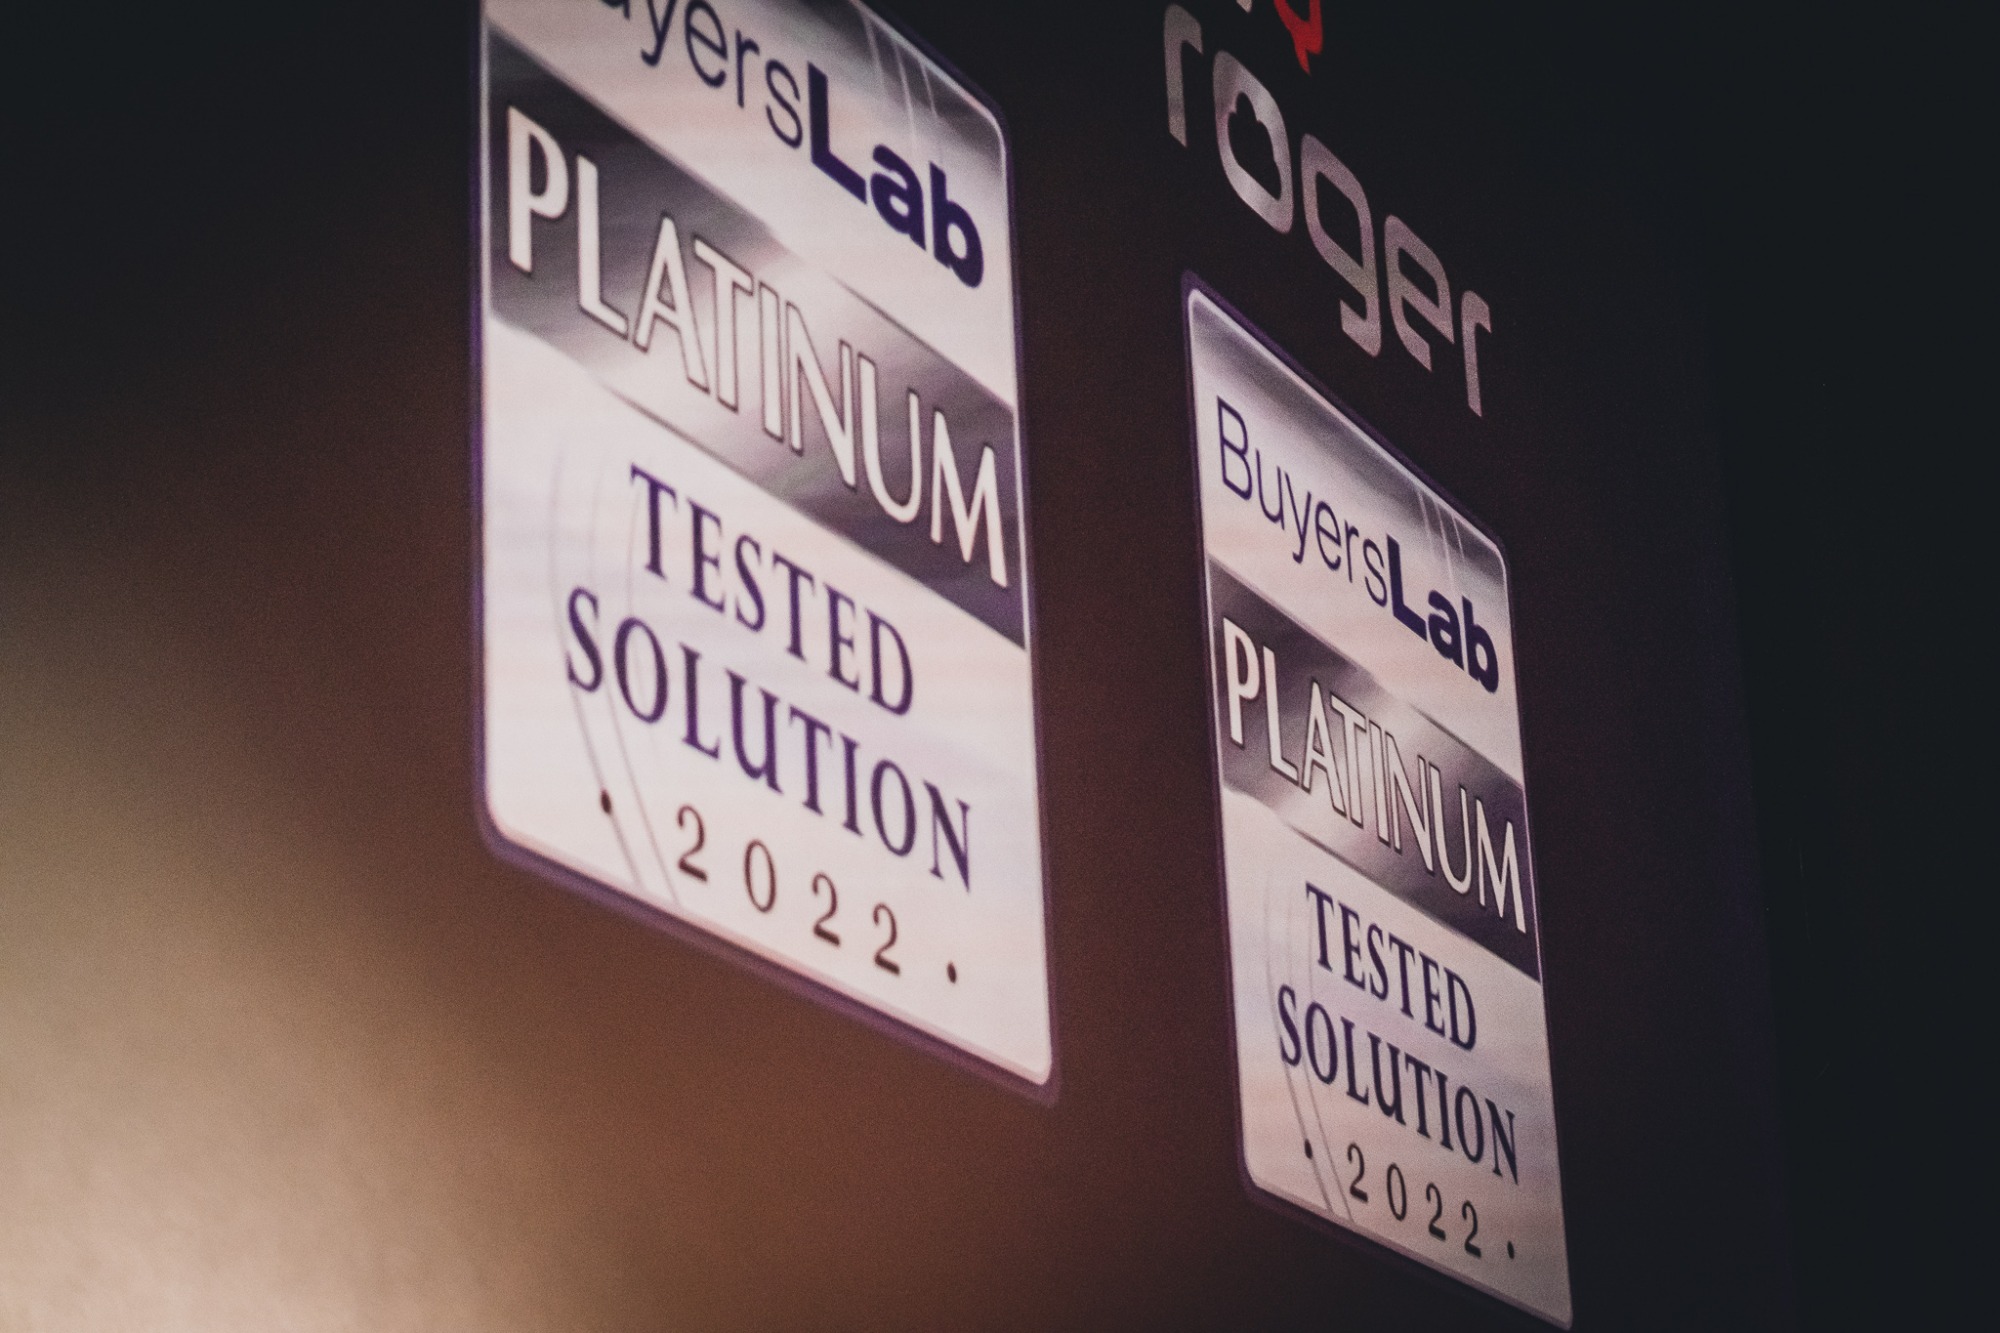 BuyersLab
PLATINUM
TESTED
SOLUTION
· 2022 ·
roger
BuyersLab
PLATINUM
TESTED
SOLUTION
· 2022 ·